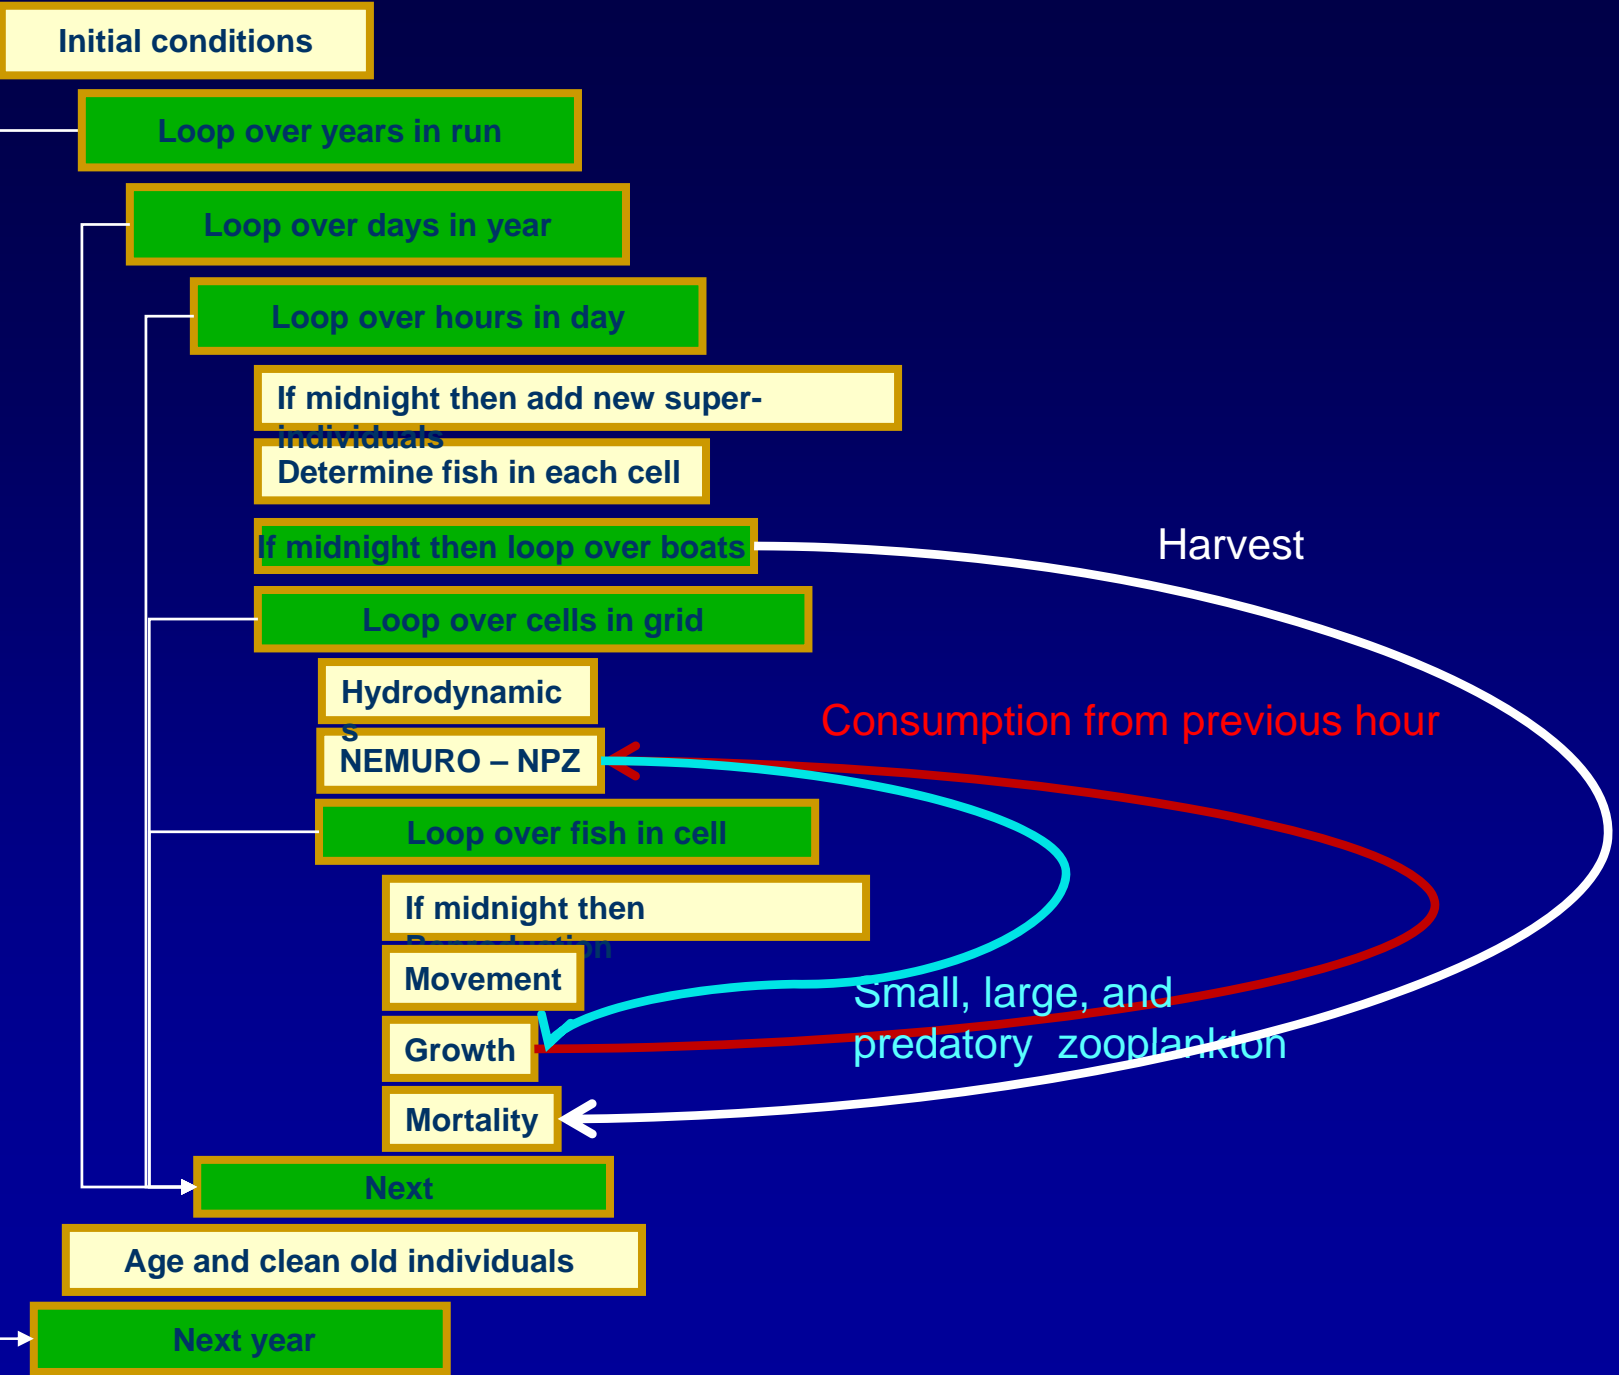 Initial conditions
Loop over years in run
Loop over days in year
Loop over hours in day
If midnight then add new super-
individuals
Determine fish in each cell
If midnight then loop over boats
Harvest
Loop over cells in grid
Hydrodynamic
s
Consumption from previous hour
NEMURO – NPZ
Loop over fish in cell
If midnight then
Reproduction
Movement
Small, large, and
predatory zooplankton
Growth
Mortality
Next
Age and clean old individuals
Next year